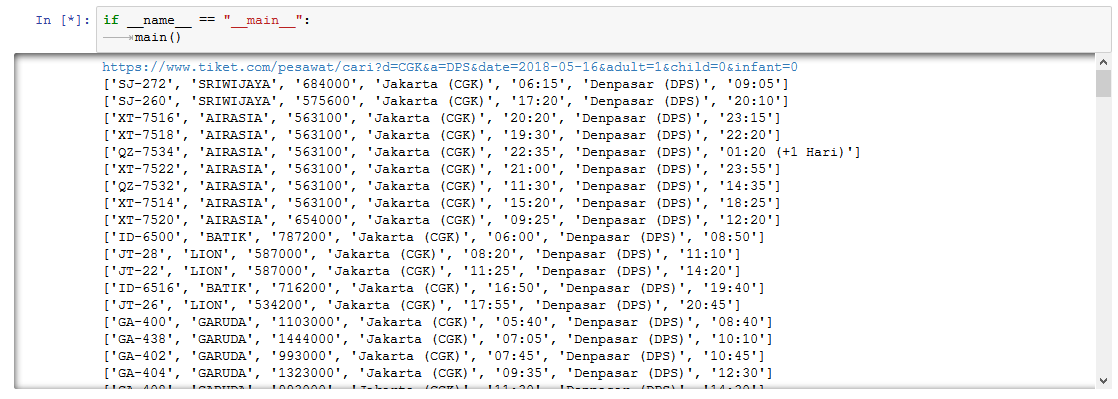 In [*]: if __name__ == "__main__":
main()
https://www.tiket.com/pesawat/cari?d=CGK&a=DPS&date=2018-05-16&adult=1&child=0&infant=0
['SJ-272', 'SRIWIJAYA', '684000', 'Jakarta (CGK)', '06:15', 'Denpasar (DPS)', '09:05']
['SJ-260', 'SRIWIJAYA', '575600', 'Jakarta (CGK)', '17:20', 'Denpasar (DPS)', '20:10']
['XT-7516', 'AIRASIA', '563100', 'Jakarta (CGK)', '20:20', 'Denpasar (DPS)', '23:15']
['XT-7518', 'AIRASIA', '563100', 'Jakarta (CGK)', '19:30', 'Denpasar (DPS)', '22:20']
['QZ-7534', 'AIRASIA', '563100', 'Jakarta (CGK)', '22:35', 'Denpasar (DPS)', '01:20 (+1 Hari)']
['XT-7522', 'AIRASIA', '563100', 'Jakarta (CGK)', '21:00', 'Denpasar (DPS)', '23:55']
['QZ-7532', 'AIRASIA', '563100', 'Jakarta (CGK)', '11:30', 'Denpasar (DPS)', '14:35']
['XT-7514', 'AIRASIA', '563100', 'Jakarta (CGK)', '15:20', 'Denpasar (DPS)', '18:25']
['XT-7520', 'AIRASIA', '654000', 'Jakarta (CGK)', '09:25', 'Denpasar (DPS)', '12:20']
['ID-6500', 'BATIK', '787200', 'Jakarta (CGK)', '06:00', 'Denpasar (DPS)', '08:50']
['JT-28', 'LION', '587000', 'Jakarta (CGK)', '08:20', 'Denpasar (DPS)', '11:10']
['JT-22', 'LION', '587000', 'Jakarta (CGK)', '11:25', 'Denpasar (DPS)', '14:20']
['ID-6516', 'BATIK', '716200', 'Jakarta (CGK)', '16:50', 'Denpasar (DPS)', '19:40']
['JT-26', 'LION', '534200', 'Jakarta (CGK)', '17:55', 'Denpasar (DPS)', '20:45']
['GA-400', 'GARUDA', '1103000', 'Jakarta (CGK)', '05:40', 'Denpasar (DPS)', '08:40']
['GA-438', 'GARUDA', '1444000', 'Jakarta (CGK)', '07:05', 'Denpasar (DPS)', '10:10']
['GA-402', 'GARUDA', '993000', 'Jakarta (CGK)', '07:45', 'Denpasar (DPS)', '10:45']
['GA-404', 'GARUDA', '1323000', 'Jakarta (CGK)', '09:35', 'Denpasar (DPS)', '12:30']